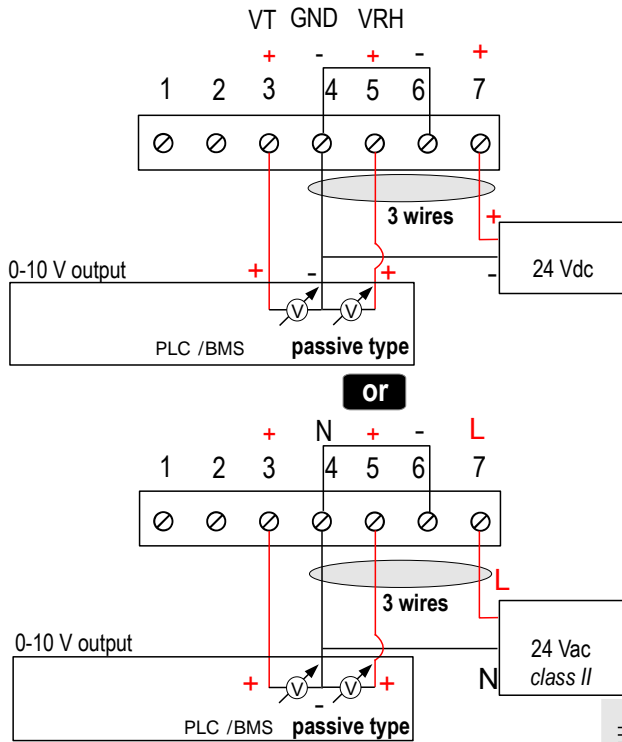 VT GND VRH
+ - + - +
1 2 3 4 5 6 7
3 wires
+
24 Vdc
-
0-10 V output
+ - +
V V
PLC /BMS passive type
or
+ N + - L
1 2 3 4 5 6 7
L
3 wires
24 Vac
class II
N
0-10 V output
+ - +
V V
PLC /BMS passive type